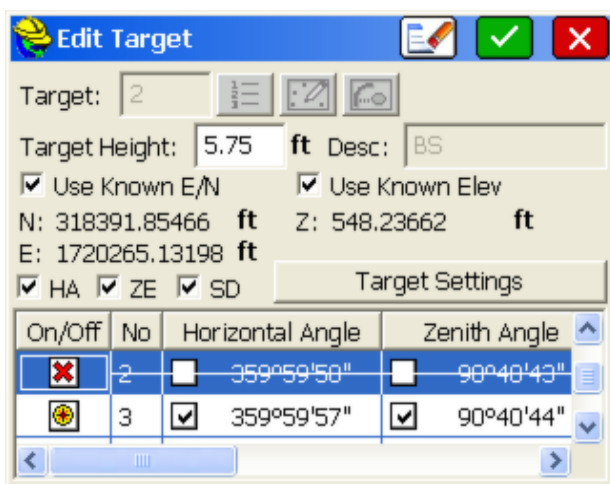 Edit Target
Target: 2
Target Height: 5.75 ft Desc: BS
Use Known E/N Use Known Elev
N: 318391.85466 ft Z: 548.23662 ft
E: 1720265.13198 ft
HA ZE SD Target Settings
On/Off No Horizontal Angle Zenith Angle
2 359°59'50" 90°40'43"
3 359°59'57" 90°40'44"